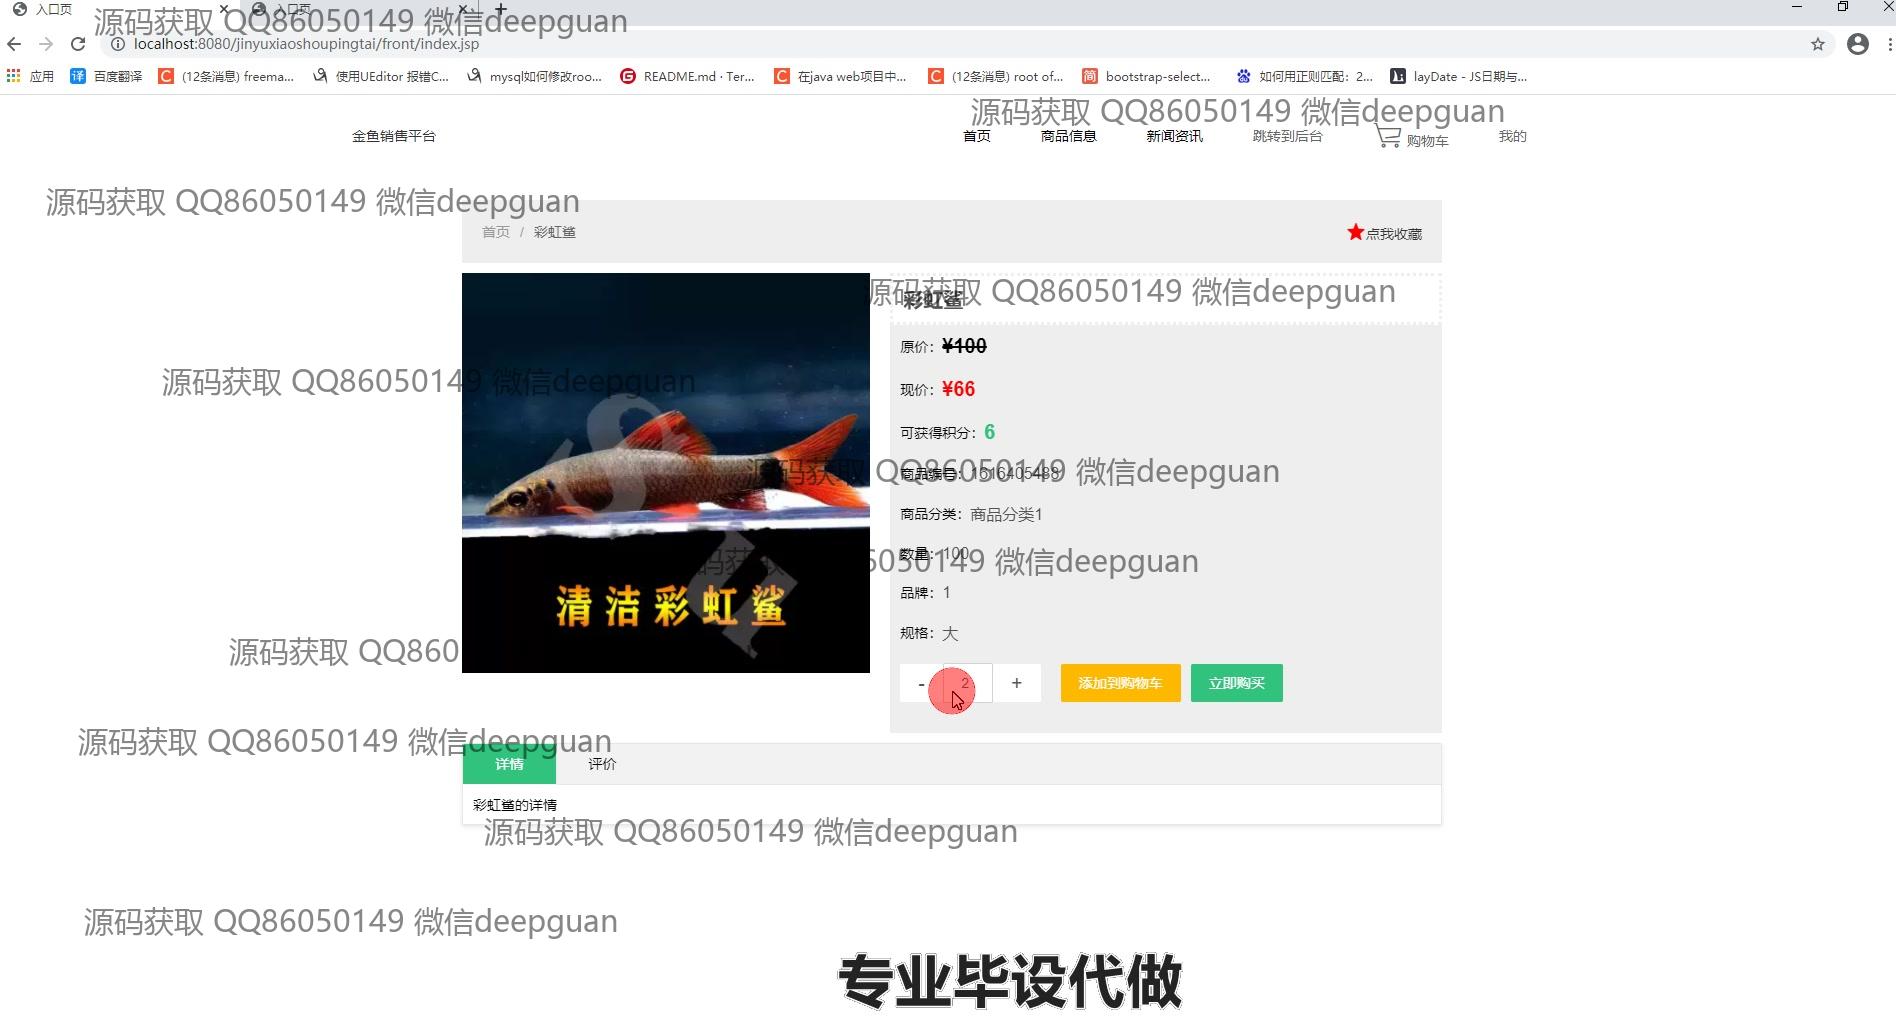 入口页
入口页
源码获取 QQ86050149 微信deepguan
localhost:8080/jinyuxiaoshoupingtai/front/index.jsp
应用 百度翻译 (12条消息) freema... 使用UEditor 报错C... mysql如何修改roo... README.md · Ter... 在java web项目中... (12条消息) root of... bootstrap-select... 如何用正则匹配：2... layDate - JS日期与...
源码获取 QQ86050149 微信deepguan
金鱼销售平台 首页 商品信息 新闻资讯 跳转到后台 购物车 我的
源码获取 QQ86050149 微信deepguan
首页 / 彩虹鲨 点我收藏
源码获取 QQ86050149 微信deepguan
彩虹鲨
原价：¥100
源码获取 QQ86050149 微信deepguan
现价：¥66
可获得积分：6
源码获取 QQ86050149 微信deepguan
商品编号：1616405488
商品分类：商品分类1
数量：100
码获取 6050149 微信deepguan
品牌：1
清洁彩虹鲨
规格：大
源码获取 QQ860
- 2 + 添加到购物车 立即购买
源码获取 QQ86050149 微信deepguan
详情 评价
彩虹鲨的详情
源码获取 QQ86050149 微信deepguan
源码获取 QQ86050149 微信deepguan
专业毕设代做